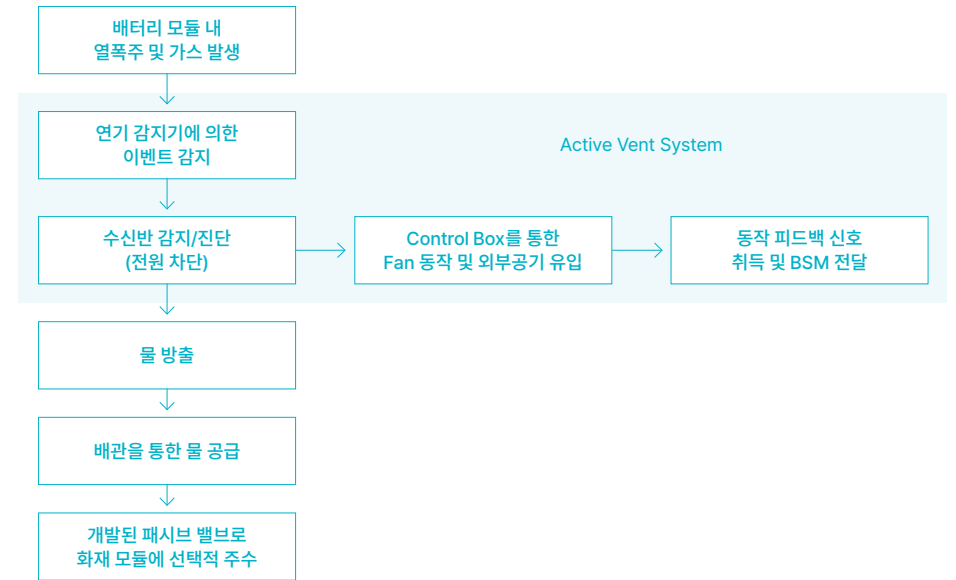 배터리 모듈 내
열폭주 및 가스 발생
연기 감지기에 의한
이벤트 감지
Active Vent System
수신반 감지/진단
(전원 차단)
Control Box를 통한
Fan 동작 및 외부공기 유입
동작 피드백 신호
취득 및 BSM 전달
물 방출
배관을 통한 물 공급
개발된 패시브 밸브로
화재 모듈에 선택적 주수